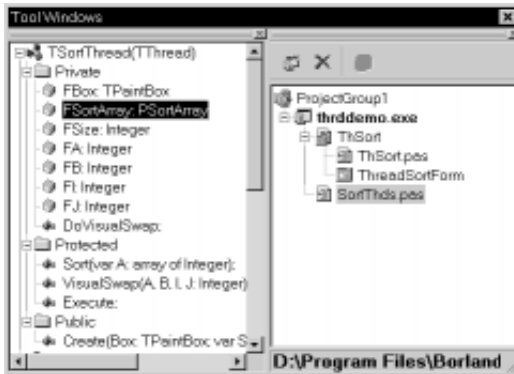 Tool Windows
TSortThread(TThread)
Private
FBox: TPaintBox
FSortArray: PSortArray
FSize: Integer
FA: Integer
FB: Integer
FI: Integer
FJ: Integer
DoVisualSwap;
Protected
Sort(var A: array of Integer);
VisualSwap(A, B, I, J: Integer)
Execute;
Public
Create(Box: TPaintBox; var S
ProjectGroup1
thrddemo.exe
ThSort
ThSort.pas
ThreadSortForm
SortThds.pas
D:\Program Files\Borland